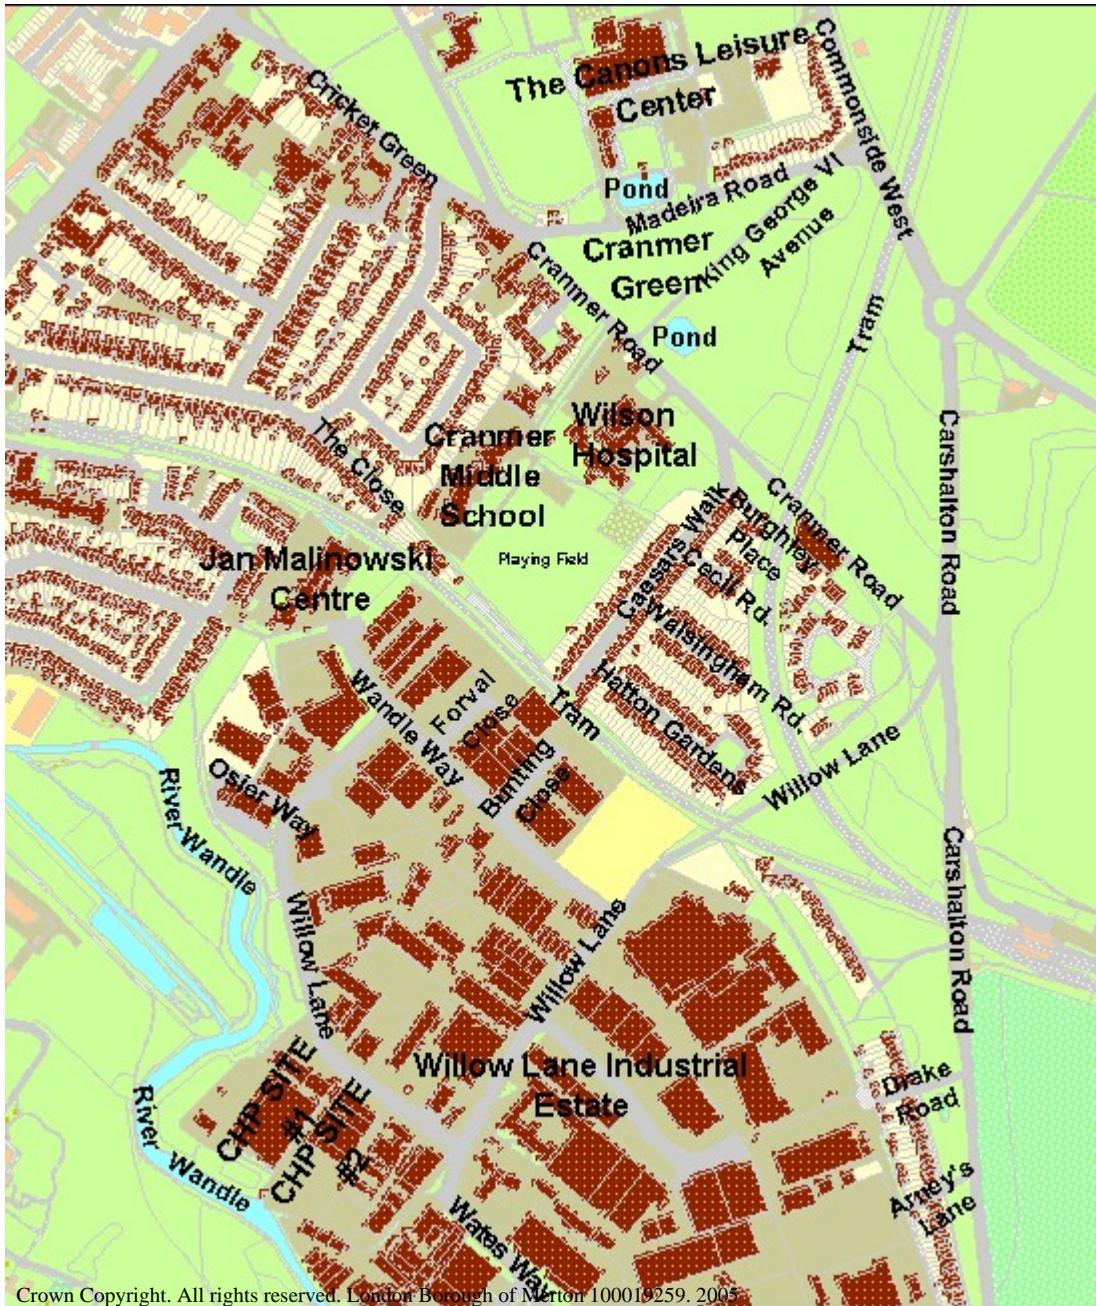 The Canons Leisure
Center
Commonside West
Cricket Green
Pond
Madeira Road
King George VI
Avenue
Cranmer
Green
Cranmer Road
Pond
Tram
Wilson
Hospital
Cranmer
Middle
School
The Close
Carshalton Road
Cranmer Road
Burghley
Place
Caesars Walk
Cecil Rd.
Playing Field
Jan Malinowski
Centre
Walsingham Rd.
Hatton Gardens
Wandle Way
Forval
Close
Tram
Bunting
Close
Willow Lane
Osier Way
River Wandle
Carshalton Road
Willow Lane
Willow Lane
Willow Lane Industrial
Estate
CHP SITE
#1
CHP SITE
#2
Drake
Road
River Wandle
Arney's
Lane
Wates Way
Crown Copyright. All rights reserved. London Borough of Merton 100019259. 2005